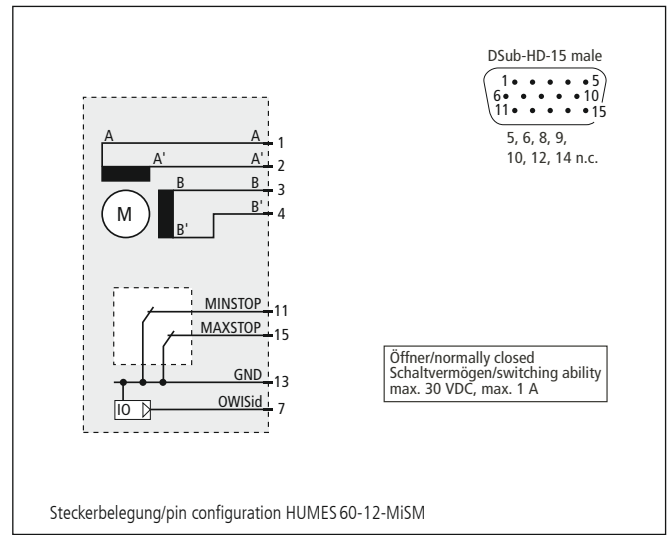 DSub-HD-15 male
1 5
6 10
11 15
5, 6, 8, 9,
10, 12, 14 n.c.
A A 1
A' A' 2
B B 3
M B' 4
B'
MINSTOP 11
MAXSTOP 15
GND 13
IO OWISid 7
Öffner/normally closed
Schaltvermögen/switching ability
max. 30 VDC, max. 1 A
Steckerbelegung/pin configuration HUMES 60-12-MiSM